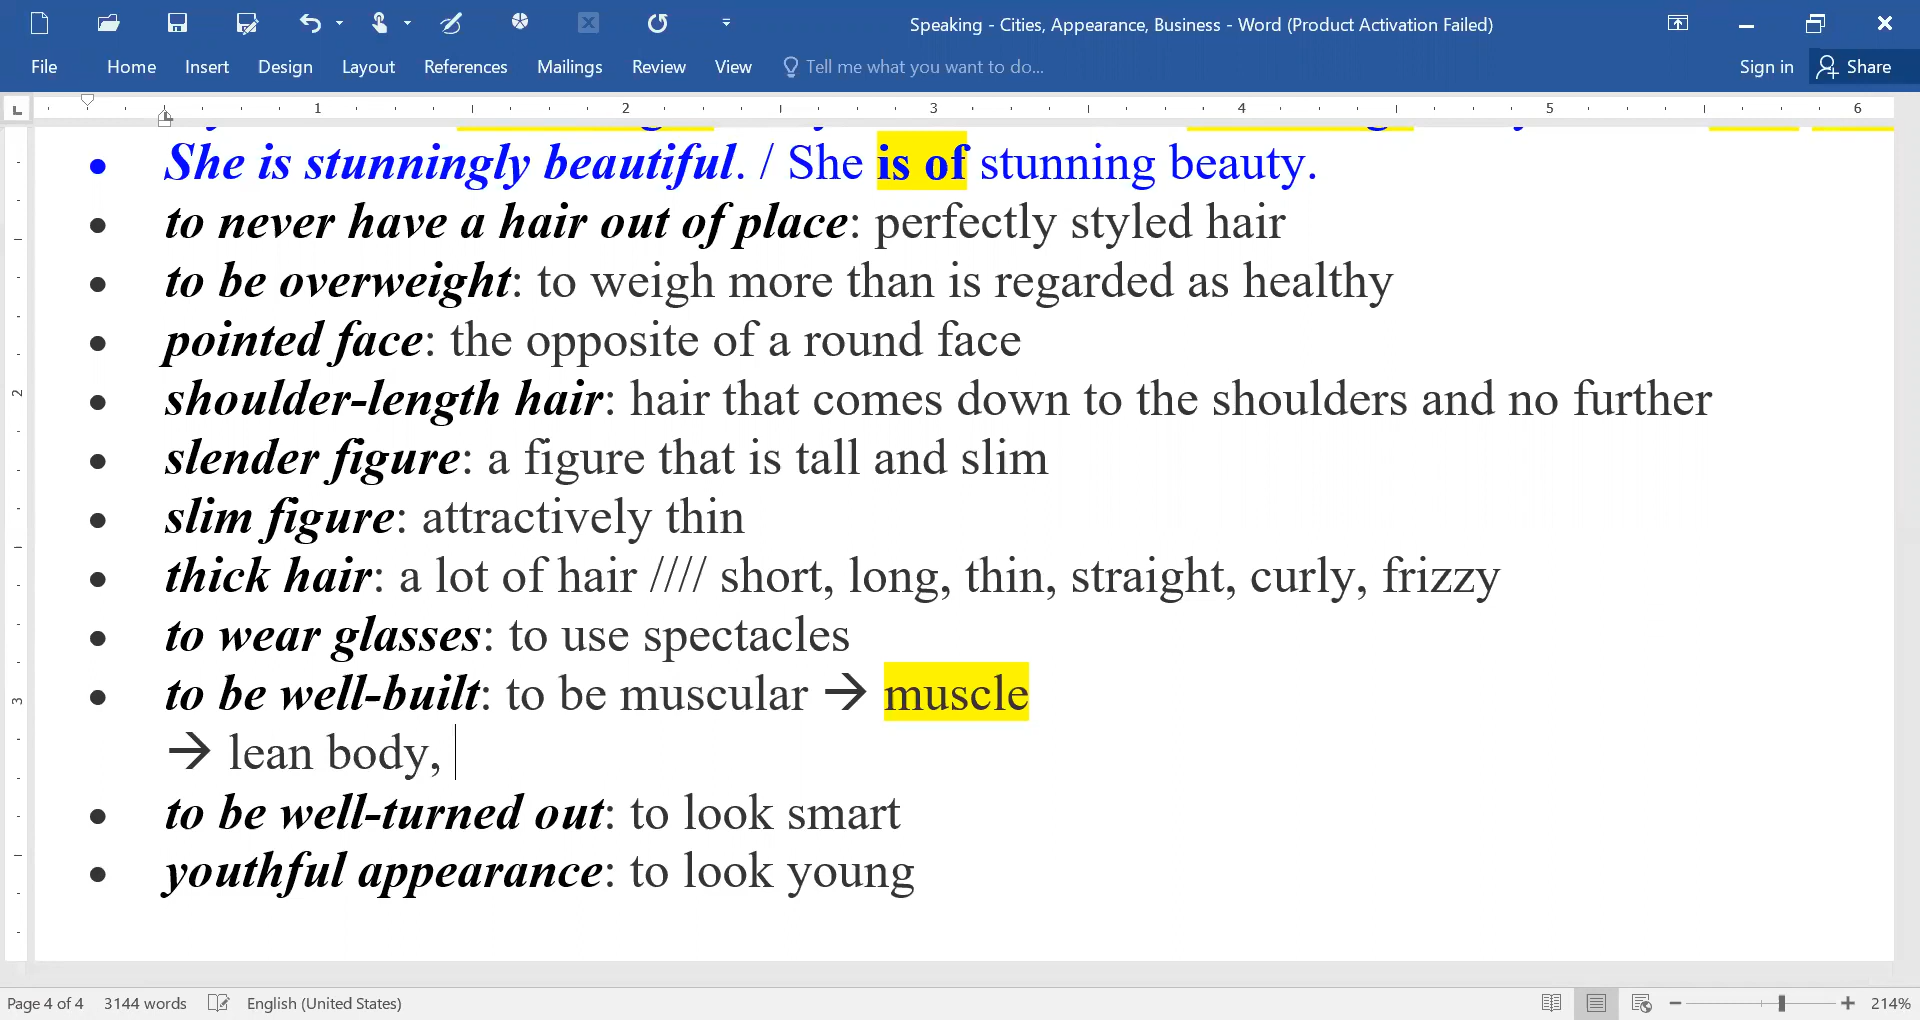 Speaking - Cities, Appearance, Business - Word (Product Activation Failed)
File Home Insert Design Layout References Mailings Review View Tell me what you want to do... Sign in Share
1 2 3 4 5 6
• She is stunningly beautiful. / She is of stunning beauty.
• to never have a hair out of place: perfectly styled hair
• to be overweight: to weigh more than is regarded as healthy
• pointed face: the opposite of a round face
• shoulder-length hair: hair that comes down to the shoulders and no further
• slender figure: a figure that is tall and slim
• slim figure: attractively thin
• thick hair: a lot of hair //// short, long, thin, straight, curly, frizzy
• to wear glasses: to use spectacles
• to be well-built: to be muscular → muscle
→ lean body,
• to be well-turned out: to look smart
• youthful appearance: to look young
Page 4 of 4 3144 words English (United States) 214%